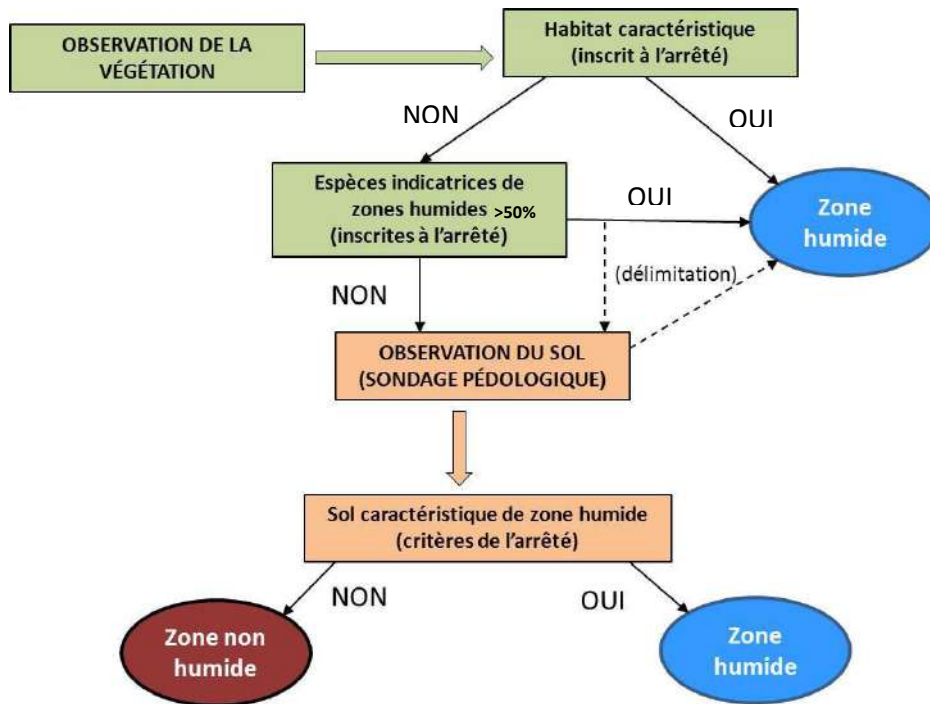 OBSERVATION DE LA
VÉGÉTATION
Habitat caractéristique
(inscrit à l'arrêté)
NON
OUI
Espèces indicatrices de
zones humides >50%
(inscrites à l'arrêté)
OUI
Zone
humide
(délimitation)
NON
OBSERVATION DU SOL
(SONDAGE PÉDOLOGIQUE)
Sol caractéristique de zone humide
(critères de l'arrêté)
NON
OUI
Zone non
humide
Zone
humide